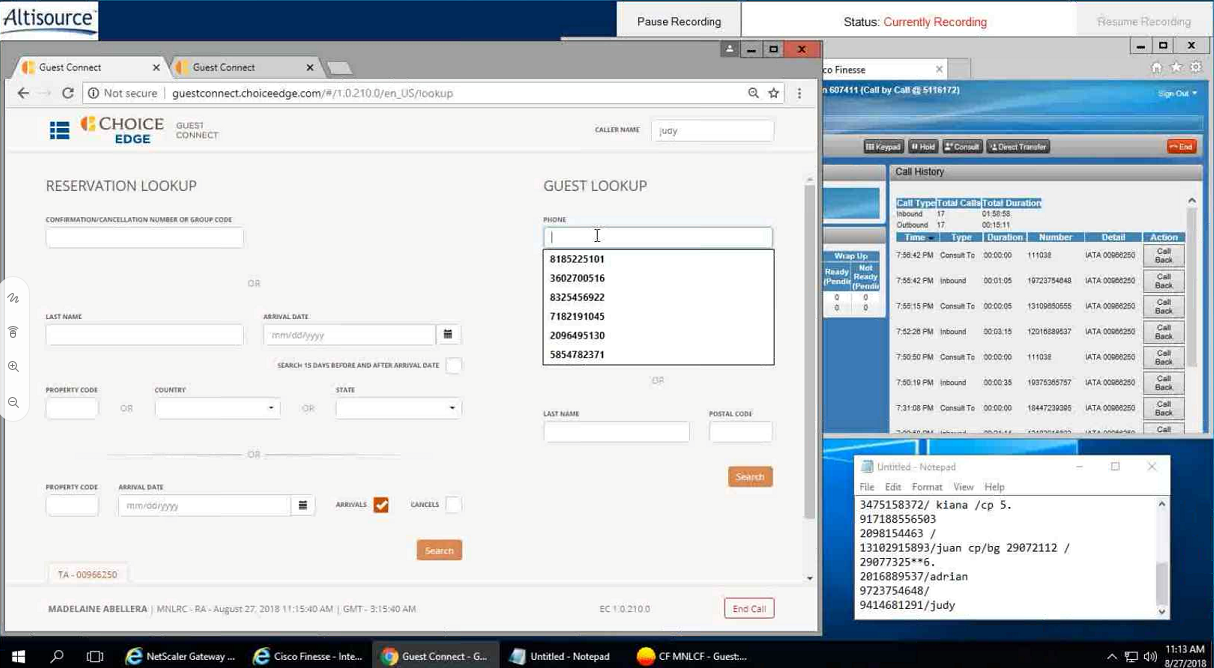 Altisource
Pause Recording
Status: Currently Recording
Resume Recording
Guest Connect
Guest Connect
Not secure
guestconnect.choiceedge.com/#/1.0.210.0/en_US/lookup
CHOICE EDGE
GUEST CONNECT
CALLER NAME
judy
RESERVATION LOOKUP
CONFIRMATION/CANCELLATION NUMBER OR GROUP CODE
OR
LAST NAME
ARRIVAL DATE
mm/dd/yyyy
SEARCH 15 DAYS BEFORE AND AFTER ARRIVAL DATE
PROPERTY CODE
OR
COUNTRY
OR
STATE
OR
PROPERTY CODE
ARRIVAL DATE
mm/dd/yyyy
ARRIVALS
CANCELS
Search
TA - 00966250
GUEST LOOKUP
PHONE
8185225101
3602700516
8325456922
7182191045
2096495130
5854782371
OR
LAST NAME
POSTAL CODE
Search
MADELAINE ABELLERA | MNLRC - RA - August 27, 2018 11:15:40 AM | GMT - 3:15:40 AM
EC 1.0.210.0
End Call
co Finesse
n 607411 (Call by Call @ 5116172)
Sign Out
Keypad
Hold
Consult
Direct Transfer
End
Wrap Up
Ready (Pendi
Not Ready (Pendin
0 0
0 0
Call History
Call Type Total Calls Total Duration
Inbound 17 01:58:58
Outbound 17 00:15:11
Time Type Duration Number Detail Action
7:56:42 PM Consult To 00:00:00 111038 IATA 00966250 Call Back
7:55:42 PM Inbound 00:01:05 19723754648 IATA 00966250 Call Back
7:55:15 PM Consult To 00:00:05 13109650555 IATA 00966250 Call Back
7:52:26 PM Inbound 00:03:15 12016889537 IATA 00966250 Call Back
7:50:50 PM Consult To 00:00:00 111038 IATA 00966250 Call Back
7:50:19 PM Inbound 00:00:35 19375365757 IATA 00966250 Call Back
7:31:08 PM Consult To 00:00:00 18447239395 IATA 00966250 Call Back
Call
Untitled - Notepad
File Edit Format View Help
3475158372/ kiana /cp 5.
917188556503
2098154463 /
13102915893/juan cp/bg 29072112 /
29077325**6.
2016889537/adrian
9723754648/
9414681291/judy
NetScaler Gateway ...
Cisco Finesse - Inte...
Guest Connect - G...
Untitled - Notepad
CF MNLCF - Guest:...
11:13 AM
8/27/2018